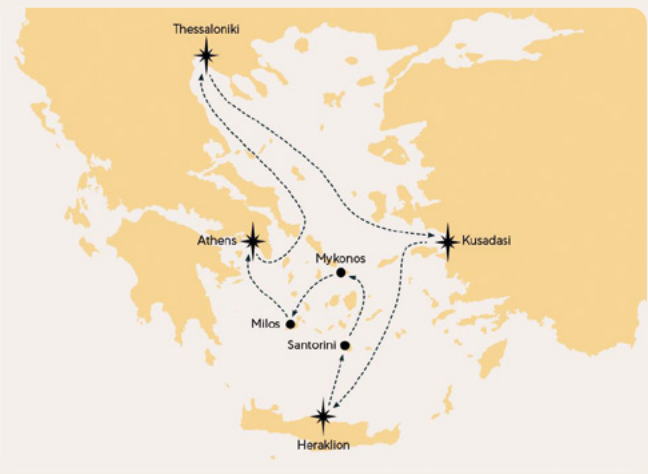 Thessaloniki
Athens
Kusadasi
Mykonos
Milos
Santorini
Heraklion